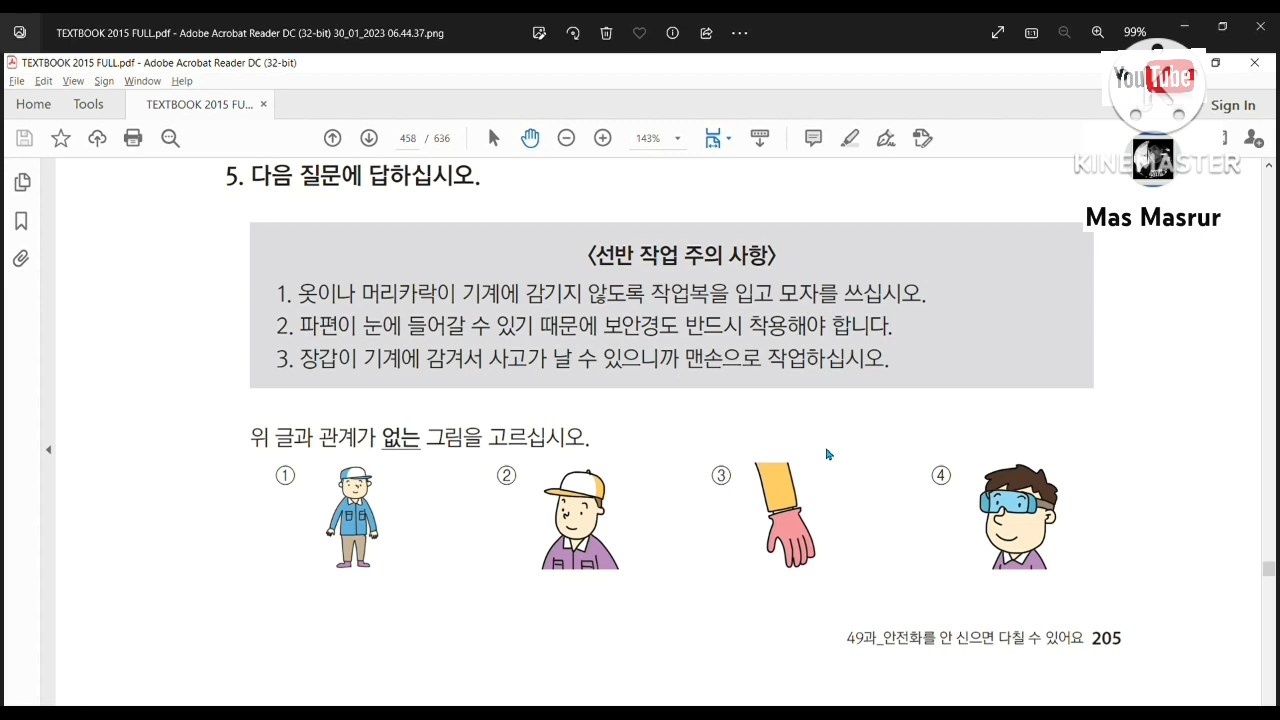 TEXTBOOK 2015 FULL.pdf - Adobe Acrobat Reader DC (32-bit) 30_01_2023 06.44.37.png
99%
TEXTBOOK 2015 FULL.pdf - Adobe Acrobat Reader DC (32-bit)
File Edit View Sign Window Help
YouTube
Home Tools TEXTBOOK 2015 FU... × Sign In
458 / 636 143%
KINEMASTER
Mas Masrur
5. 다음 질문에 답하십시오.
〈선반 작업 주의 사항〉
1. 옷이나 머리카락이 기계에 감기지 않도록 작업복을 입고 모자를 쓰십시오.
2. 파편이 눈에 들어갈 수 있기 때문에 보안경도 반드시 착용해야 합니다.
3. 장갑이 기계에 감겨서 사고가 날 수 있으니까 맨손으로 작업하십시오.
위 글과 관계가 없는 그림을 고르십시오.
① ② ③ ④
49과_안전화를 안 신으면 다칠 수 있어요 205